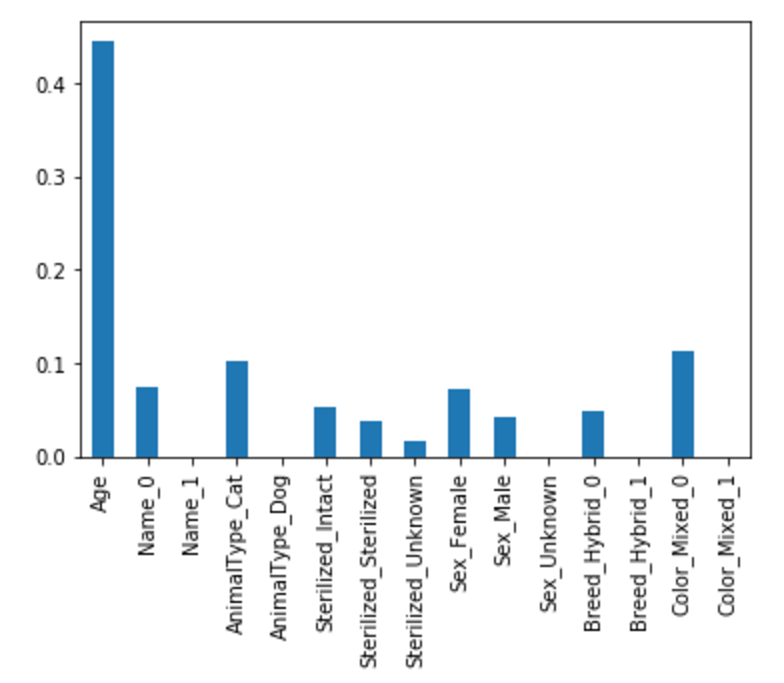 0.4
0.3
0.2
0.1
0.0
Age
Name_0
Name_1
AnimalType_Cat
AnimalType_Dog
Sterilized_Intact
Sterilized_Sterilized
Sterilized_Unknown
Sex_Female
Sex_Male
Sex_Unknown
Breed_Hybrid_0
Breed_Hybrid_1
Color_Mixed_0
Color_Mixed_1